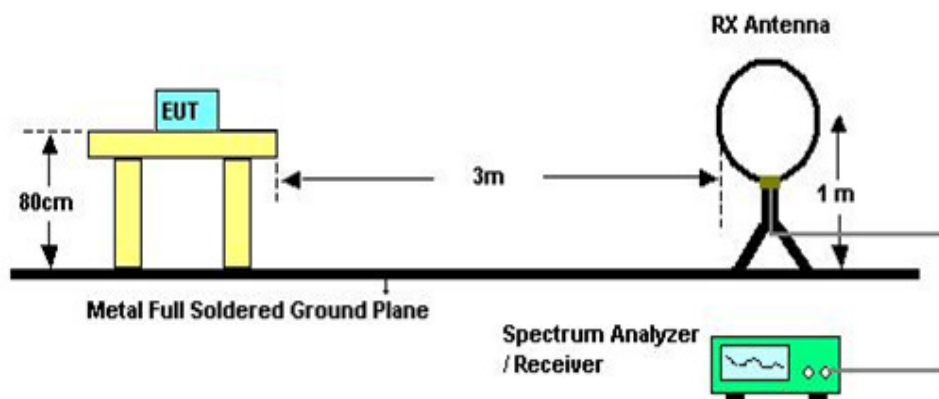 RX Antenna
EUT
80cm
3m
1 m
Metal Full Soldered Ground Plane
Spectrum Analyzer
/ Receiver